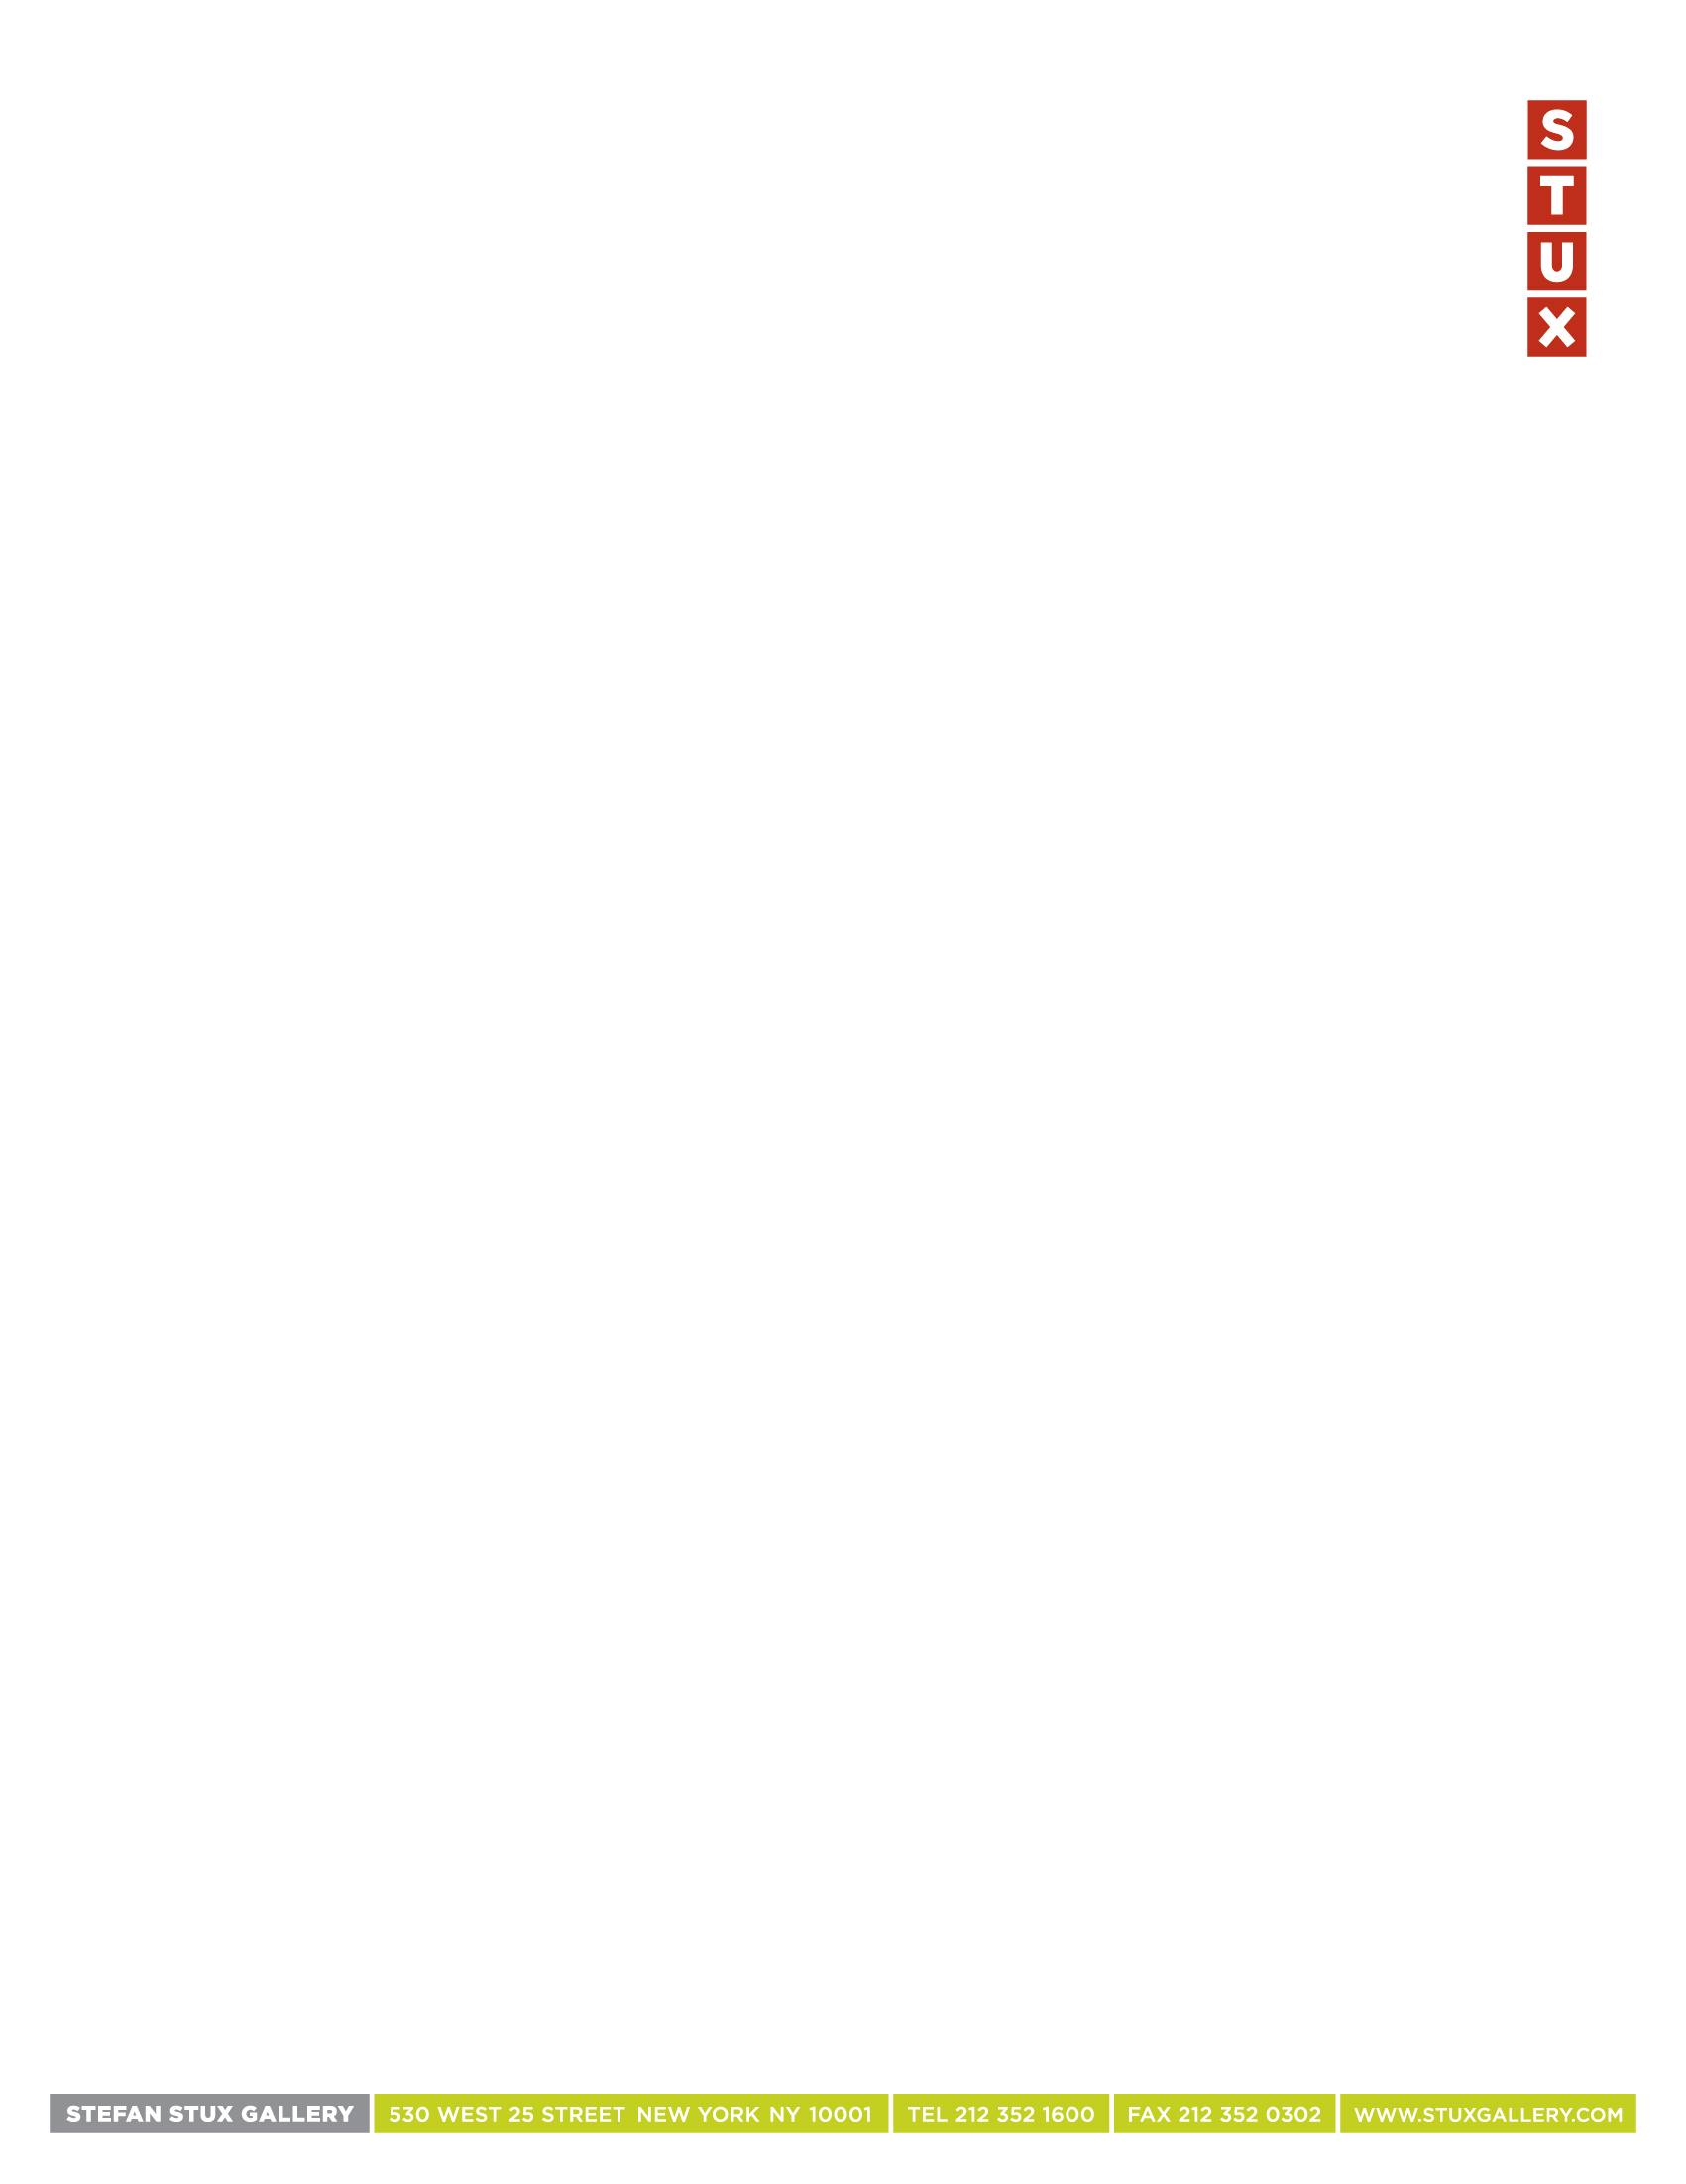 S
T
U
X
STEFAN STUX GALLERY 530 WEST 25 STREET NEW YORK NY 10001 TEL 212 352 1600 FAX 212 352 0302 WWW.STUXGALLERY.COM